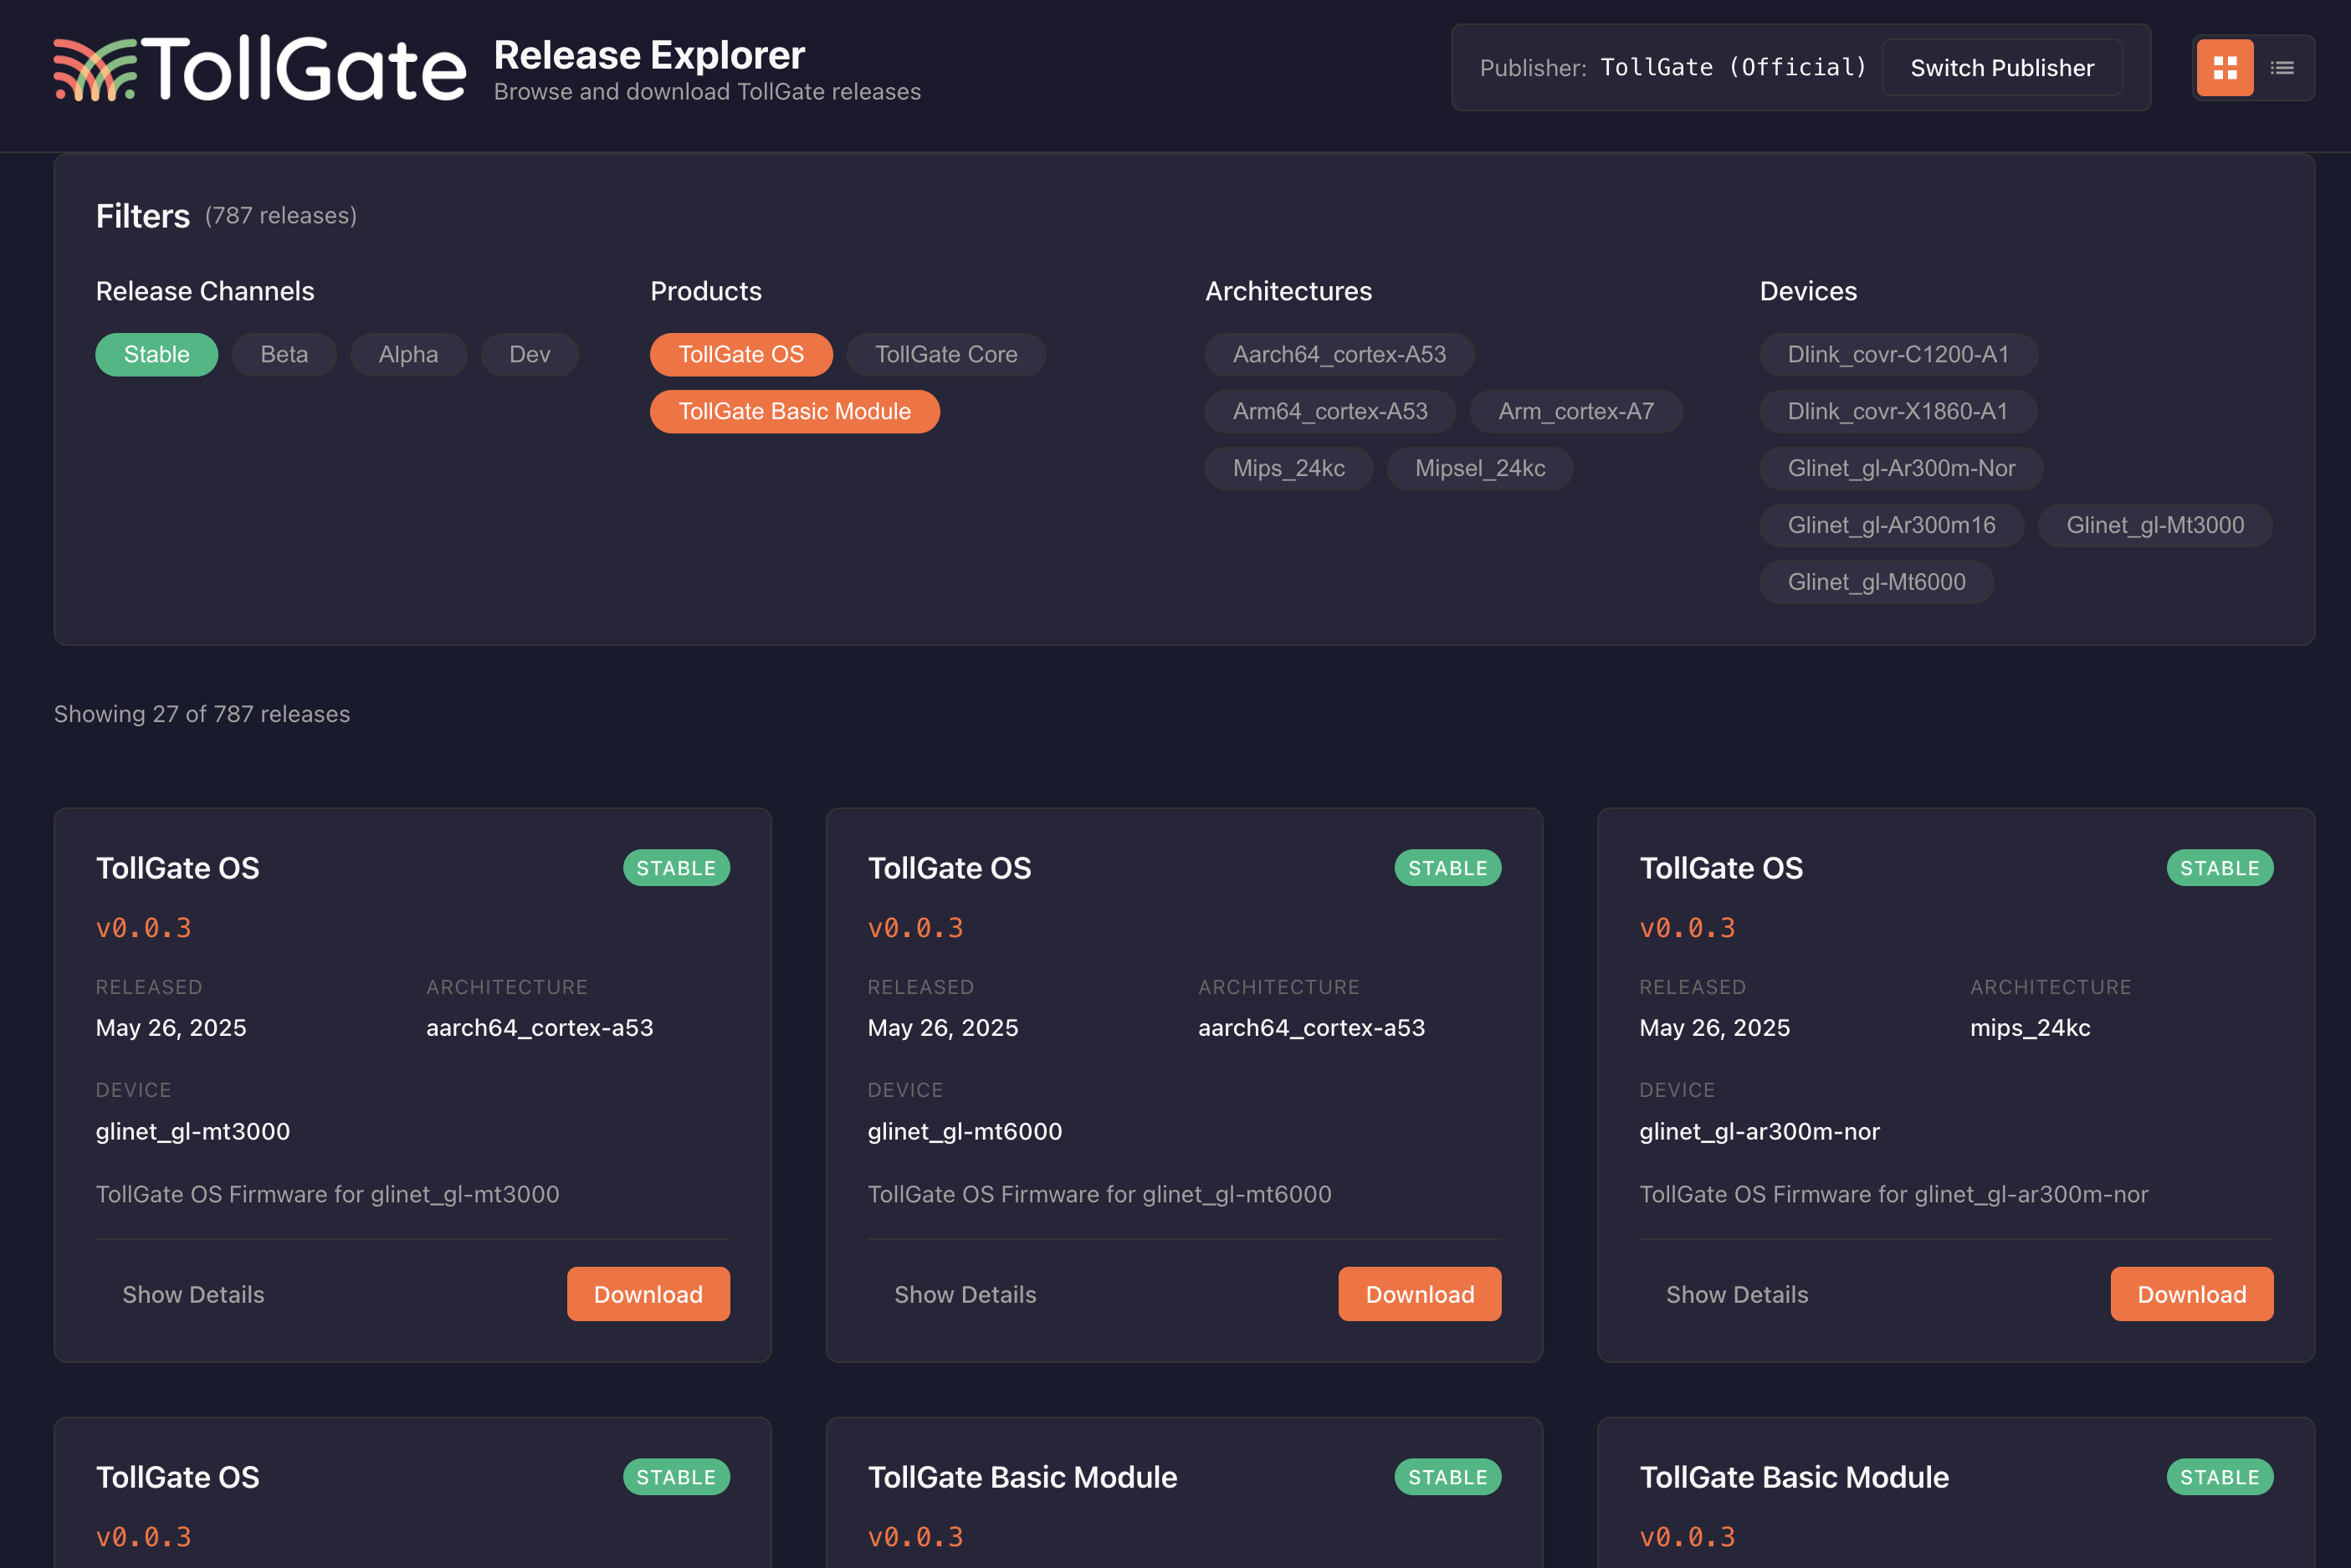 TollGate
Release Explorer
Browse and download TollGate releases
Publisher: TollGate (Official) Switch Publisher
Filters (787 releases)
Release Channels
Stable Beta Alpha Dev
Products
TollGate OS TollGate Core
TollGate Basic Module
Architectures
Aarch64_cortex-A53
Arm64_cortex-A53 Arm_cortex-A7
Mips_24kc Mipsel_24kc
Devices
Dlink_covr-C1200-A1
Dlink_covr-X1860-A1
Glinet_gl-Ar300m-Nor
Glinet_gl-Ar300m16 Glinet_gl-Mt3000
Glinet_gl-Mt6000
Showing 27 of 787 releases
TollGate OS STABLE
v0.0.3
RELEASED ARCHITECTURE
May 26, 2025 aarch64_cortex-a53
DEVICE
glinet_gl-mt3000
TollGate OS Firmware for glinet_gl-mt3000
Show Details Download
TollGate OS STABLE
v0.0.3
RELEASED ARCHITECTURE
May 26, 2025 aarch64_cortex-a53
DEVICE
glinet_gl-mt6000
TollGate OS Firmware for glinet_gl-mt6000
Show Details Download
TollGate OS STABLE
v0.0.3
RELEASED ARCHITECTURE
May 26, 2025 mips_24kc
DEVICE
glinet_gl-ar300m-nor
TollGate OS Firmware for glinet_gl-ar300m-nor
Show Details Download
TollGate OS STABLE
v0.0.3
TollGate Basic Module STABLE
v0.0.3
TollGate Basic Module STABLE
v0.0.3